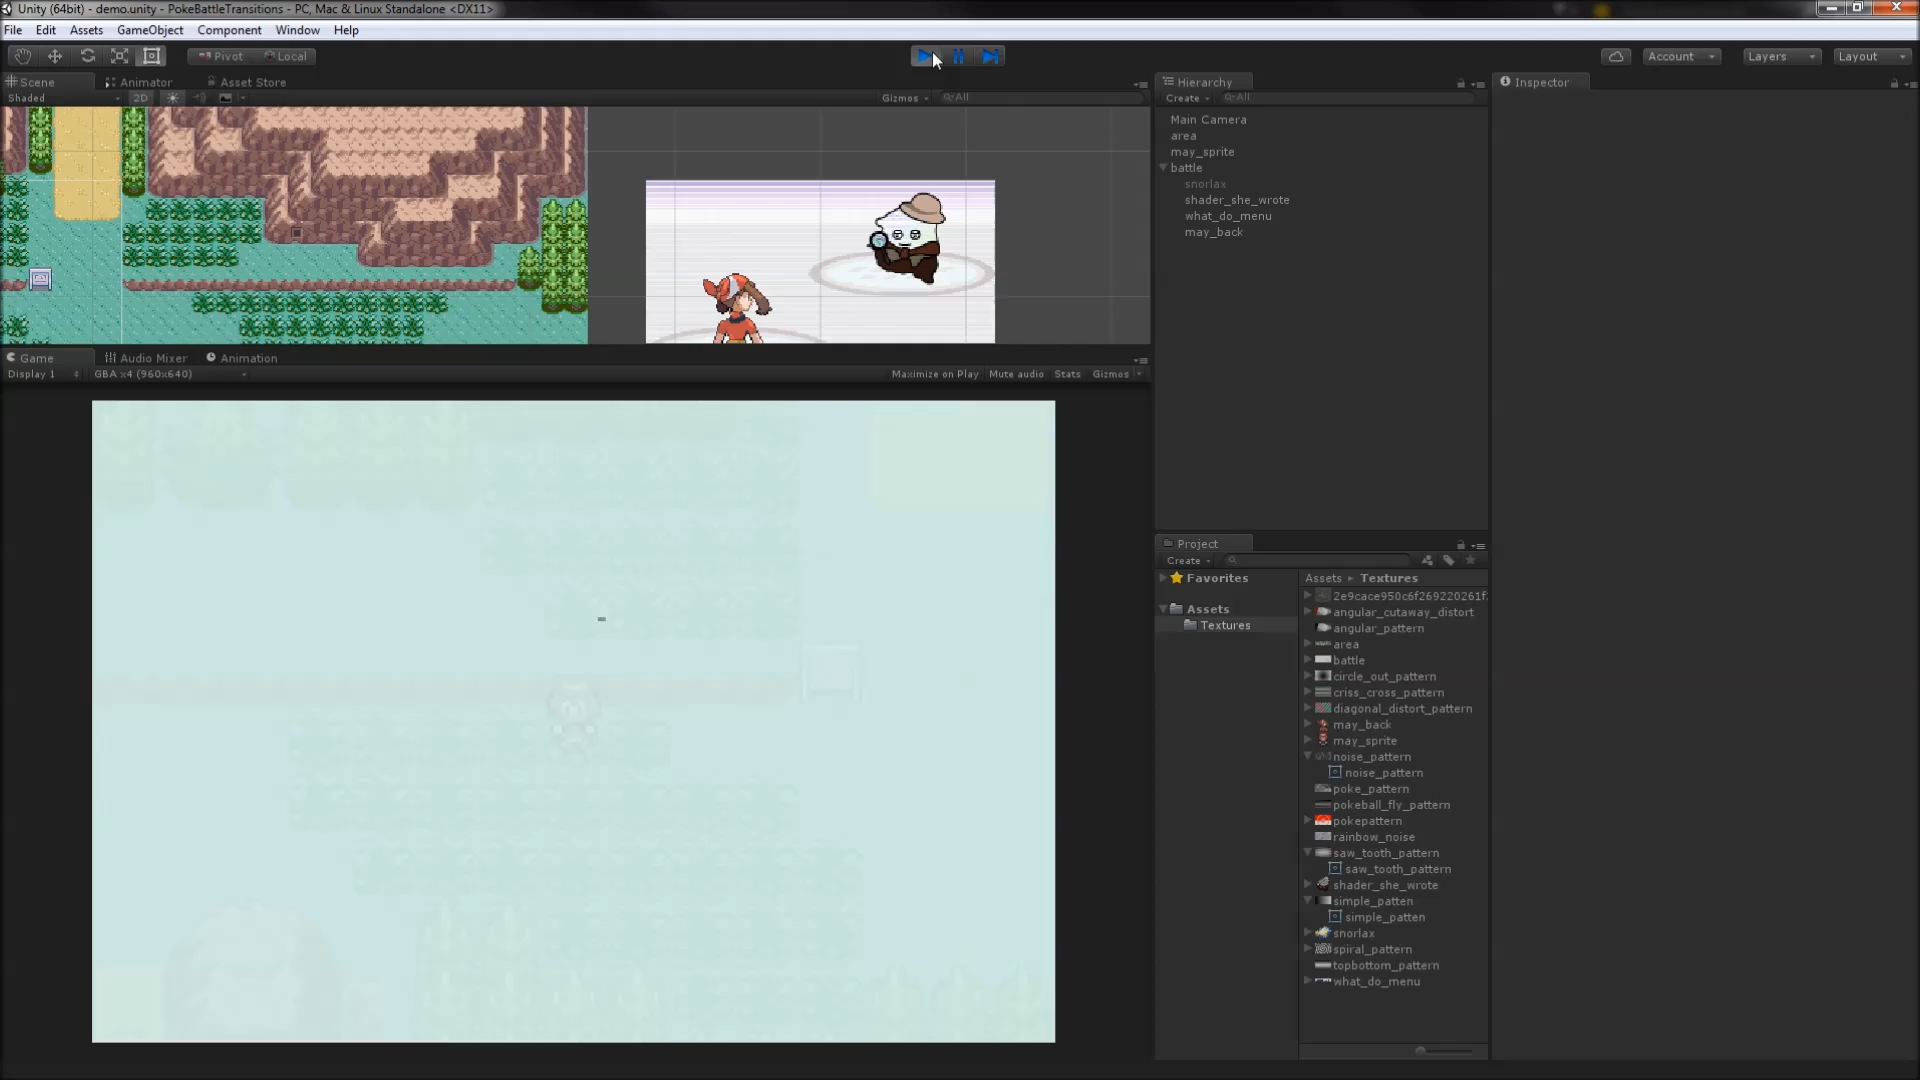 Unity (64bit) - demo.unity - PokeBattleTransitions - PC, Mac & Linux Standalone <DX11>
File Edit Assets GameObject Component Window Help
Pivot Local
Account Layers Layout
Scene Animator Asset Store
Shaded 2D Gizmos All
Game Audio Mixer Animation
Display 1 GBA x4 (960x640) Maximize on Play Mute audio Stats Gizmos
Hierarchy
Create All
Main Camera
area
may_sprite
battle
snorlax
shader_she_wrote
what_do_menu
may_back
Project
Create
Favorites
Assets
Textures
Assets Textures
2e9cace950c6f269220261f
angular_cutaway_distort
angular_pattern
area
battle
circle_out_pattern
criss_cross_pattern
diagonal_distort_pattern
may_back
may_sprite
noise_pattern
noise_pattern
poke_pattern
pokeball_fly_pattern
pokepattern
rainbow_noise
saw_tooth_pattern
saw_tooth_pattern
shader_she_wrote
simple_patten
simple_patten
snorlax
spiral_pattern
topbottom_pattern
what_do_menu
Inspector